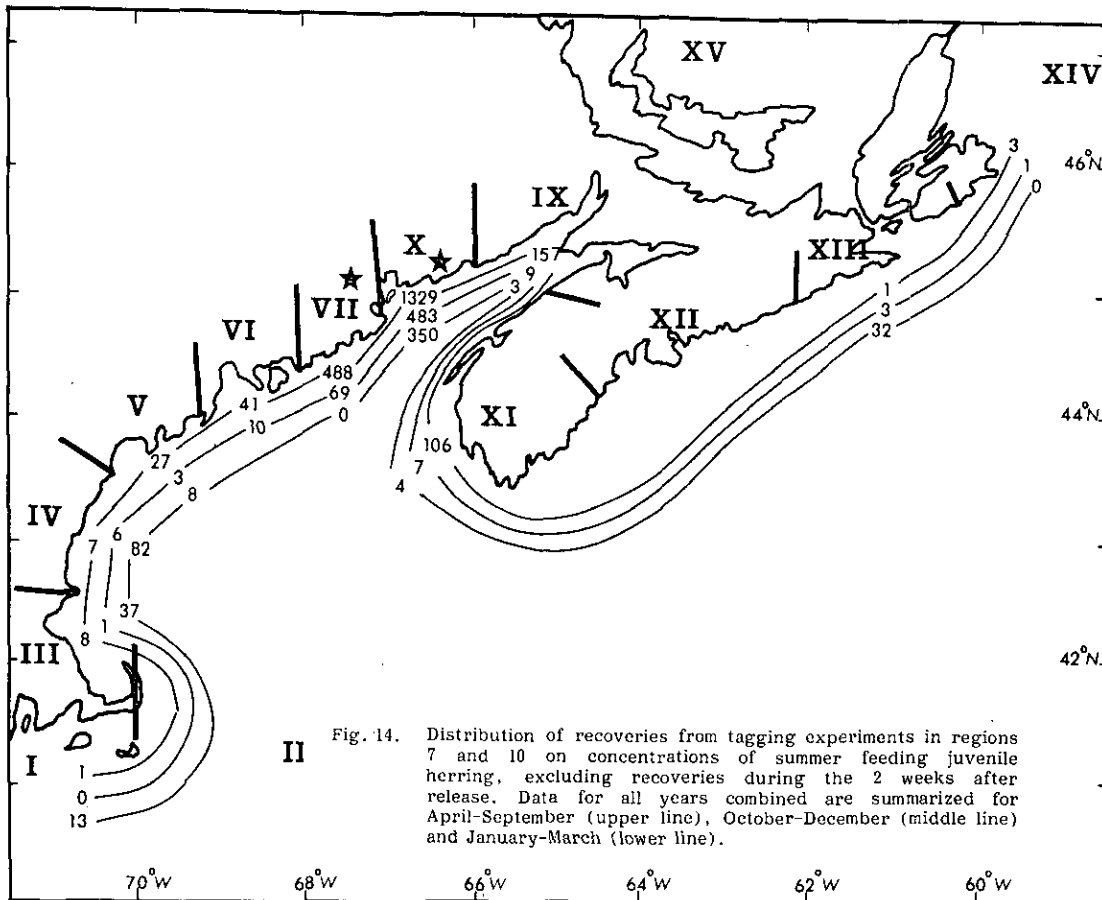 XV
XIV
3
1
0
46°N.
IX
X
XIII
157
9
3
1329
483
350
VII
1
3
32
VI
XII
488
69
0
41
10
44°N.
V
XI
27
3
8
106
7
4
IV
7
6
82
37
1
8
III
42°N.
I
II
1
0
13
Fig. 14. Distribution of recoveries from tagging experiments in regions
7 and 10 on concentrations of summer feeding juvenile
herring, excluding recoveries during the 2 weeks after
release. Data for all years combined are summarized for
April-September (upper line), October-December (middle line)
and January-March (lower line).
70°W
68°W
66°W
64°W
62°W
60°W